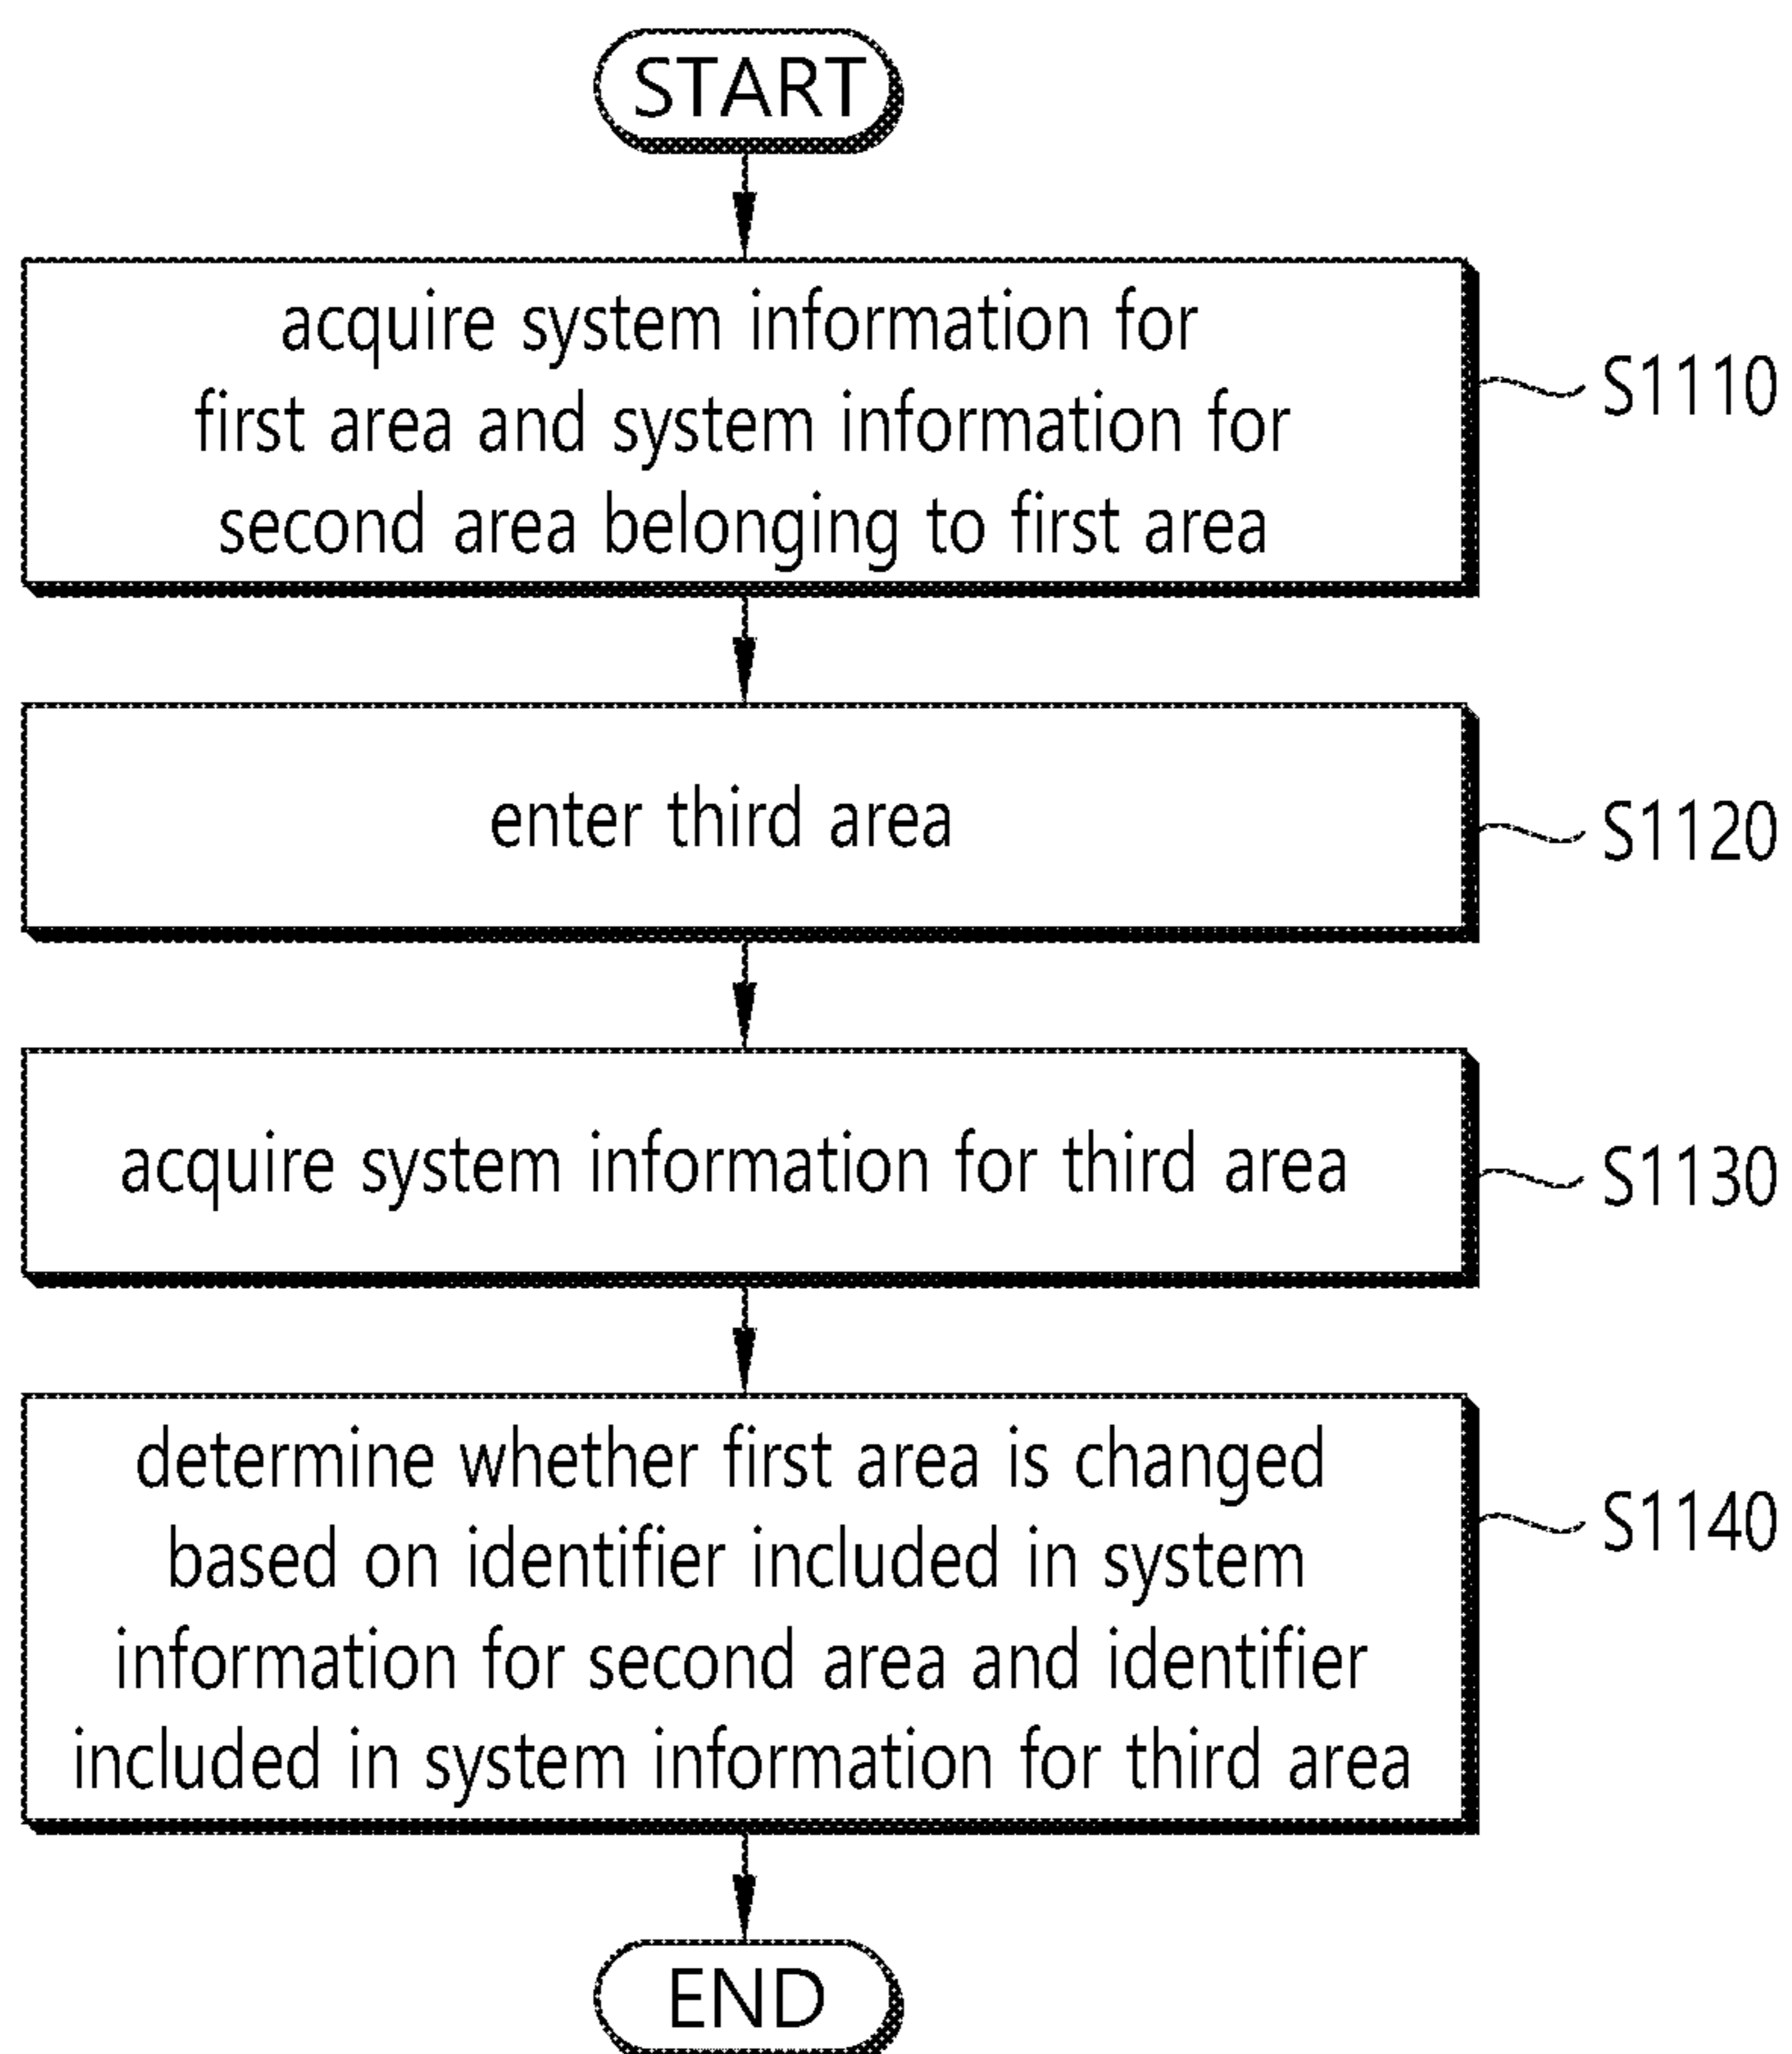 START
acquire system information for
first area and system information for
second area belonging to first area
S1110
enter third area
S1120
acquire system information for third area
S1130
determine whether first area is changed
based on identifier included in system
information for second area and identifier
included in system information for third area
S1140
END